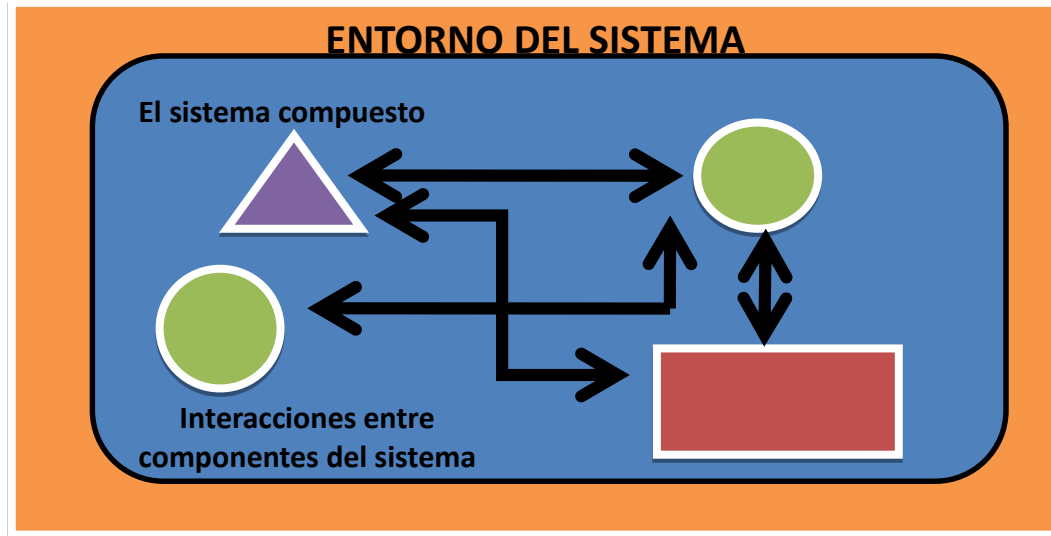 ENTORNO DEL SISTEMA
El sistema compuesto
Interacciones entre
componentes del sistema